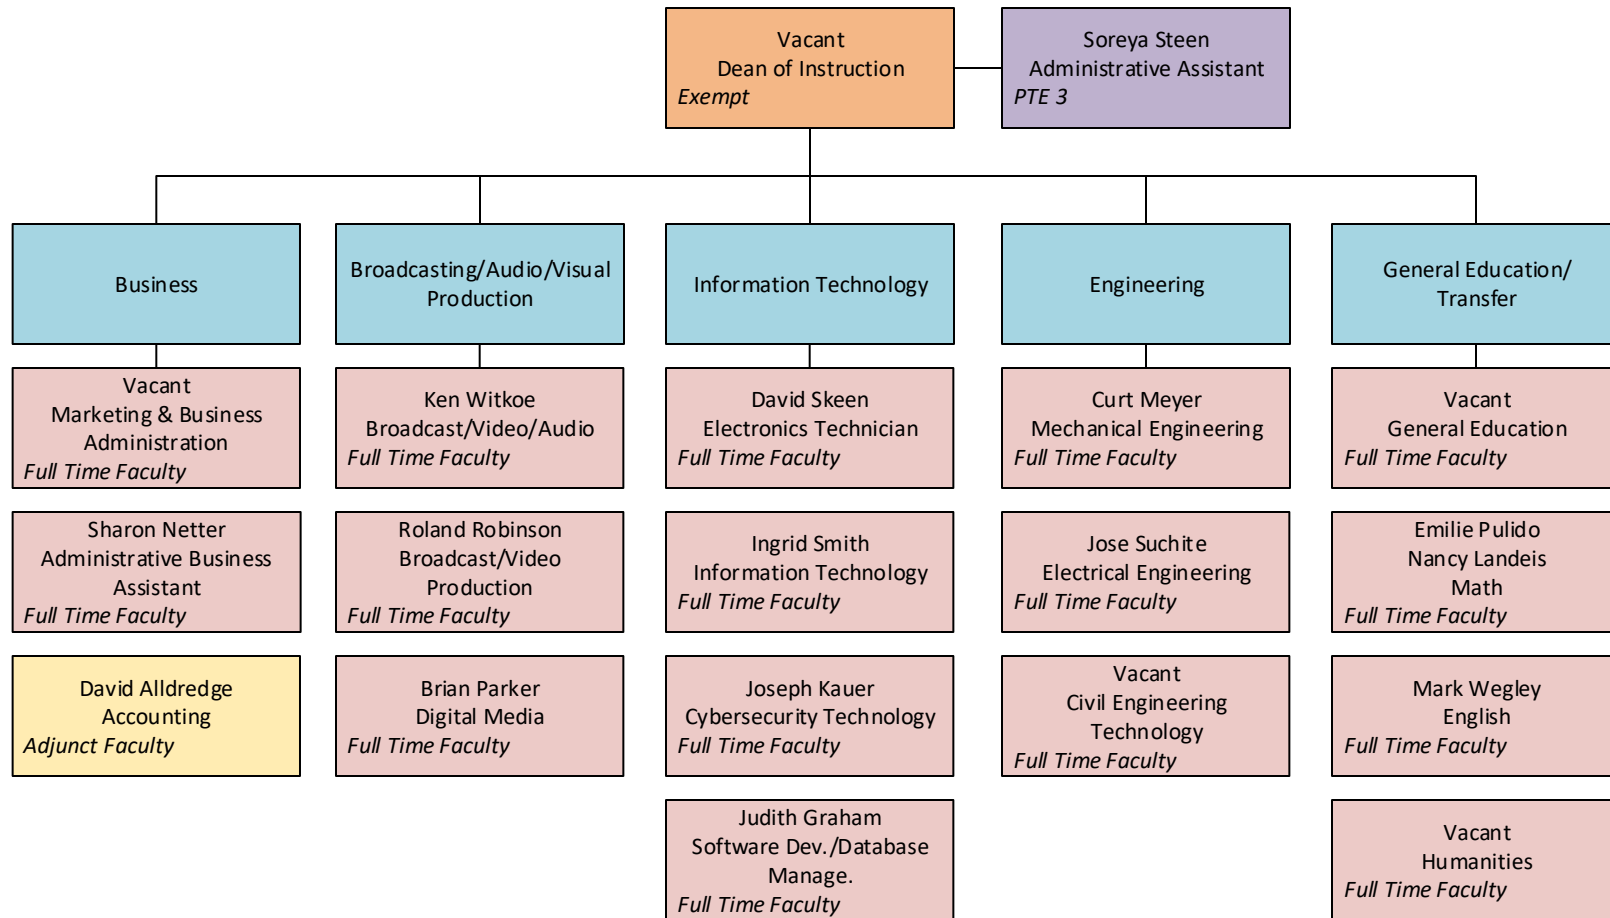 Vacant
Dean of Instruction
Exempt
Soreya Steen
Administrative Assistant
PTE 3
Business
Broadcasting/Audio/Visual
Production
Information Technology
Engineering
General Education/
Transfer
Vacant
Marketing & Business
Administration
Full Time Faculty
Ken Witkoe
Broadcast/Video/Audio
Full Time Faculty
David Skeen
Electronics Technician
Full Time Faculty
Curt Meyer
Mechanical Engineering
Full Time Faculty
Vacant
General Education
Full Time Faculty
Sharon Netter
Administrative Business
Assistant
Full Time Faculty
Roland Robinson
Broadcast/Video
Production
Full Time Faculty
Ingrid Smith
Information Technology
Full Time Faculty
Jose Suchite
Electrical Engineering
Full Time Faculty
Emilie Pulido
Nancy Landeis
Math
Full Time Faculty
David Alldredge
Accounting
Adjunct Faculty
Brian Parker
Digital Media
Full Time Faculty
Joseph Kauer
Cybersecurity Technology
Full Time Faculty
Vacant
Civil Engineering
Technology
Full Time Faculty
Mark Wegley
English
Full Time Faculty
Judith Graham
Software Dev./Database
Manage.
Full Time Faculty
Vacant
Humanities
Full Time Faculty